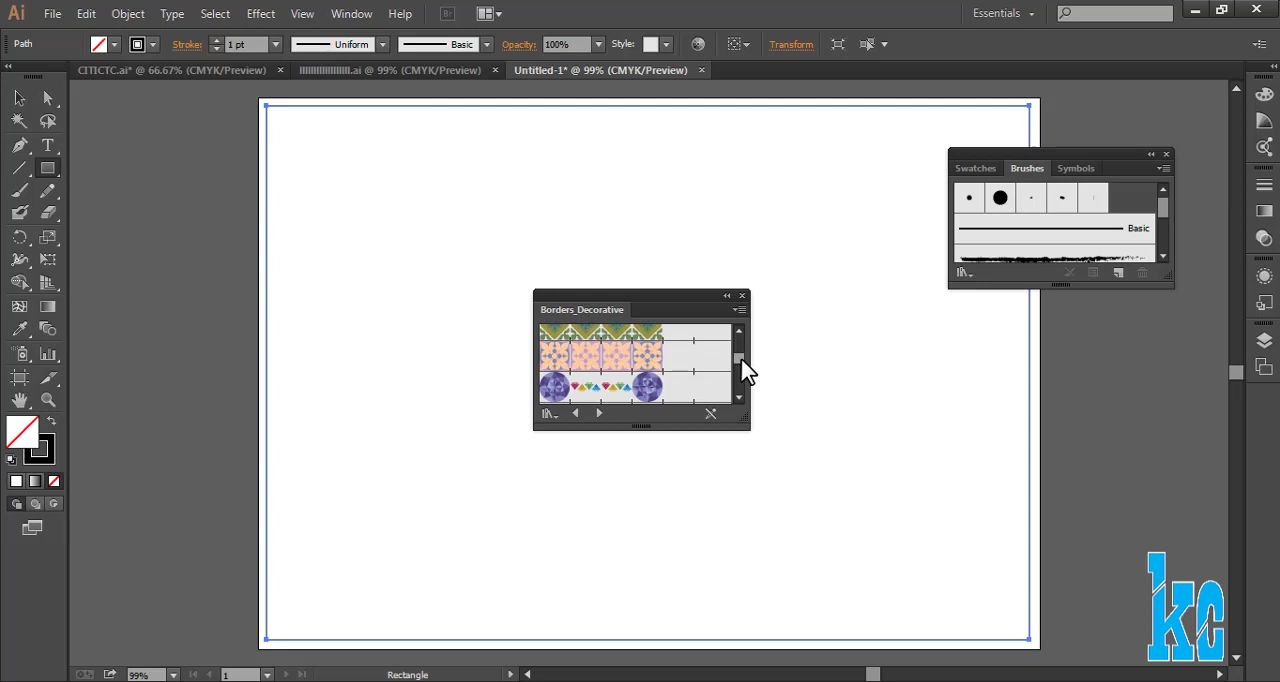 Ai File Edit Object Type Select Effect View Window Help Br Essentials
Path Stroke: 1 pt Uniform Basic Opacity: 100% Style: Transform
CITICTC.ai* @ 66.67% (CMYK/Preview) × @ 99% (CMYK/Preview) × Untitled-1* @ 99% (CMYK/Preview) ×
Swatches Brushes Symbols
Basic
Borders_Decorative
kc
99% 1 Rectangle